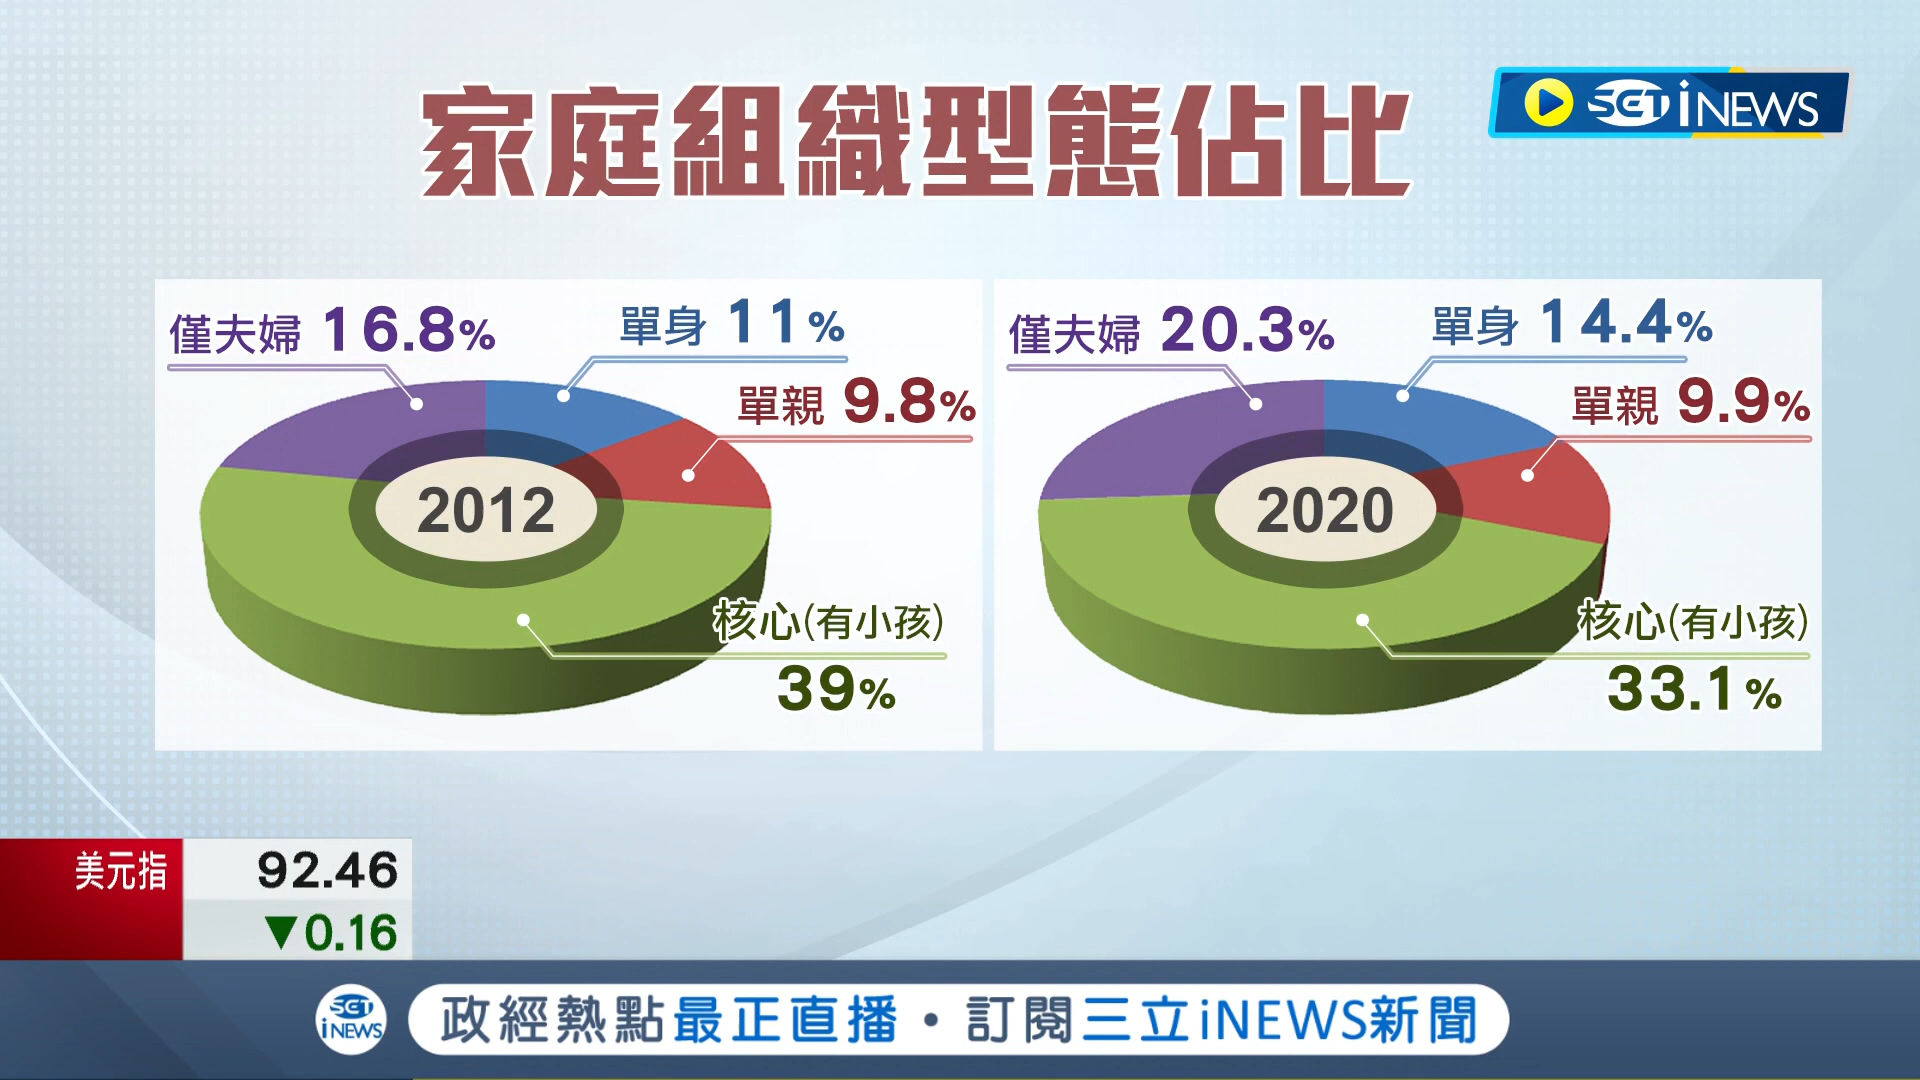 家庭組織型態佔比
SET iNEWS
僅夫婦 16.8%
單身 11%
單親 9.8%
2012
核心(有小孩)
39%
僅夫婦 20.3%
單身 14.4%
單親 9.9%
2020
核心(有小孩)
33.1%
美元指 92.46
▼0.16
SET
iNEWS
政經熱點最正直播・訂閱三立iNEWS新聞